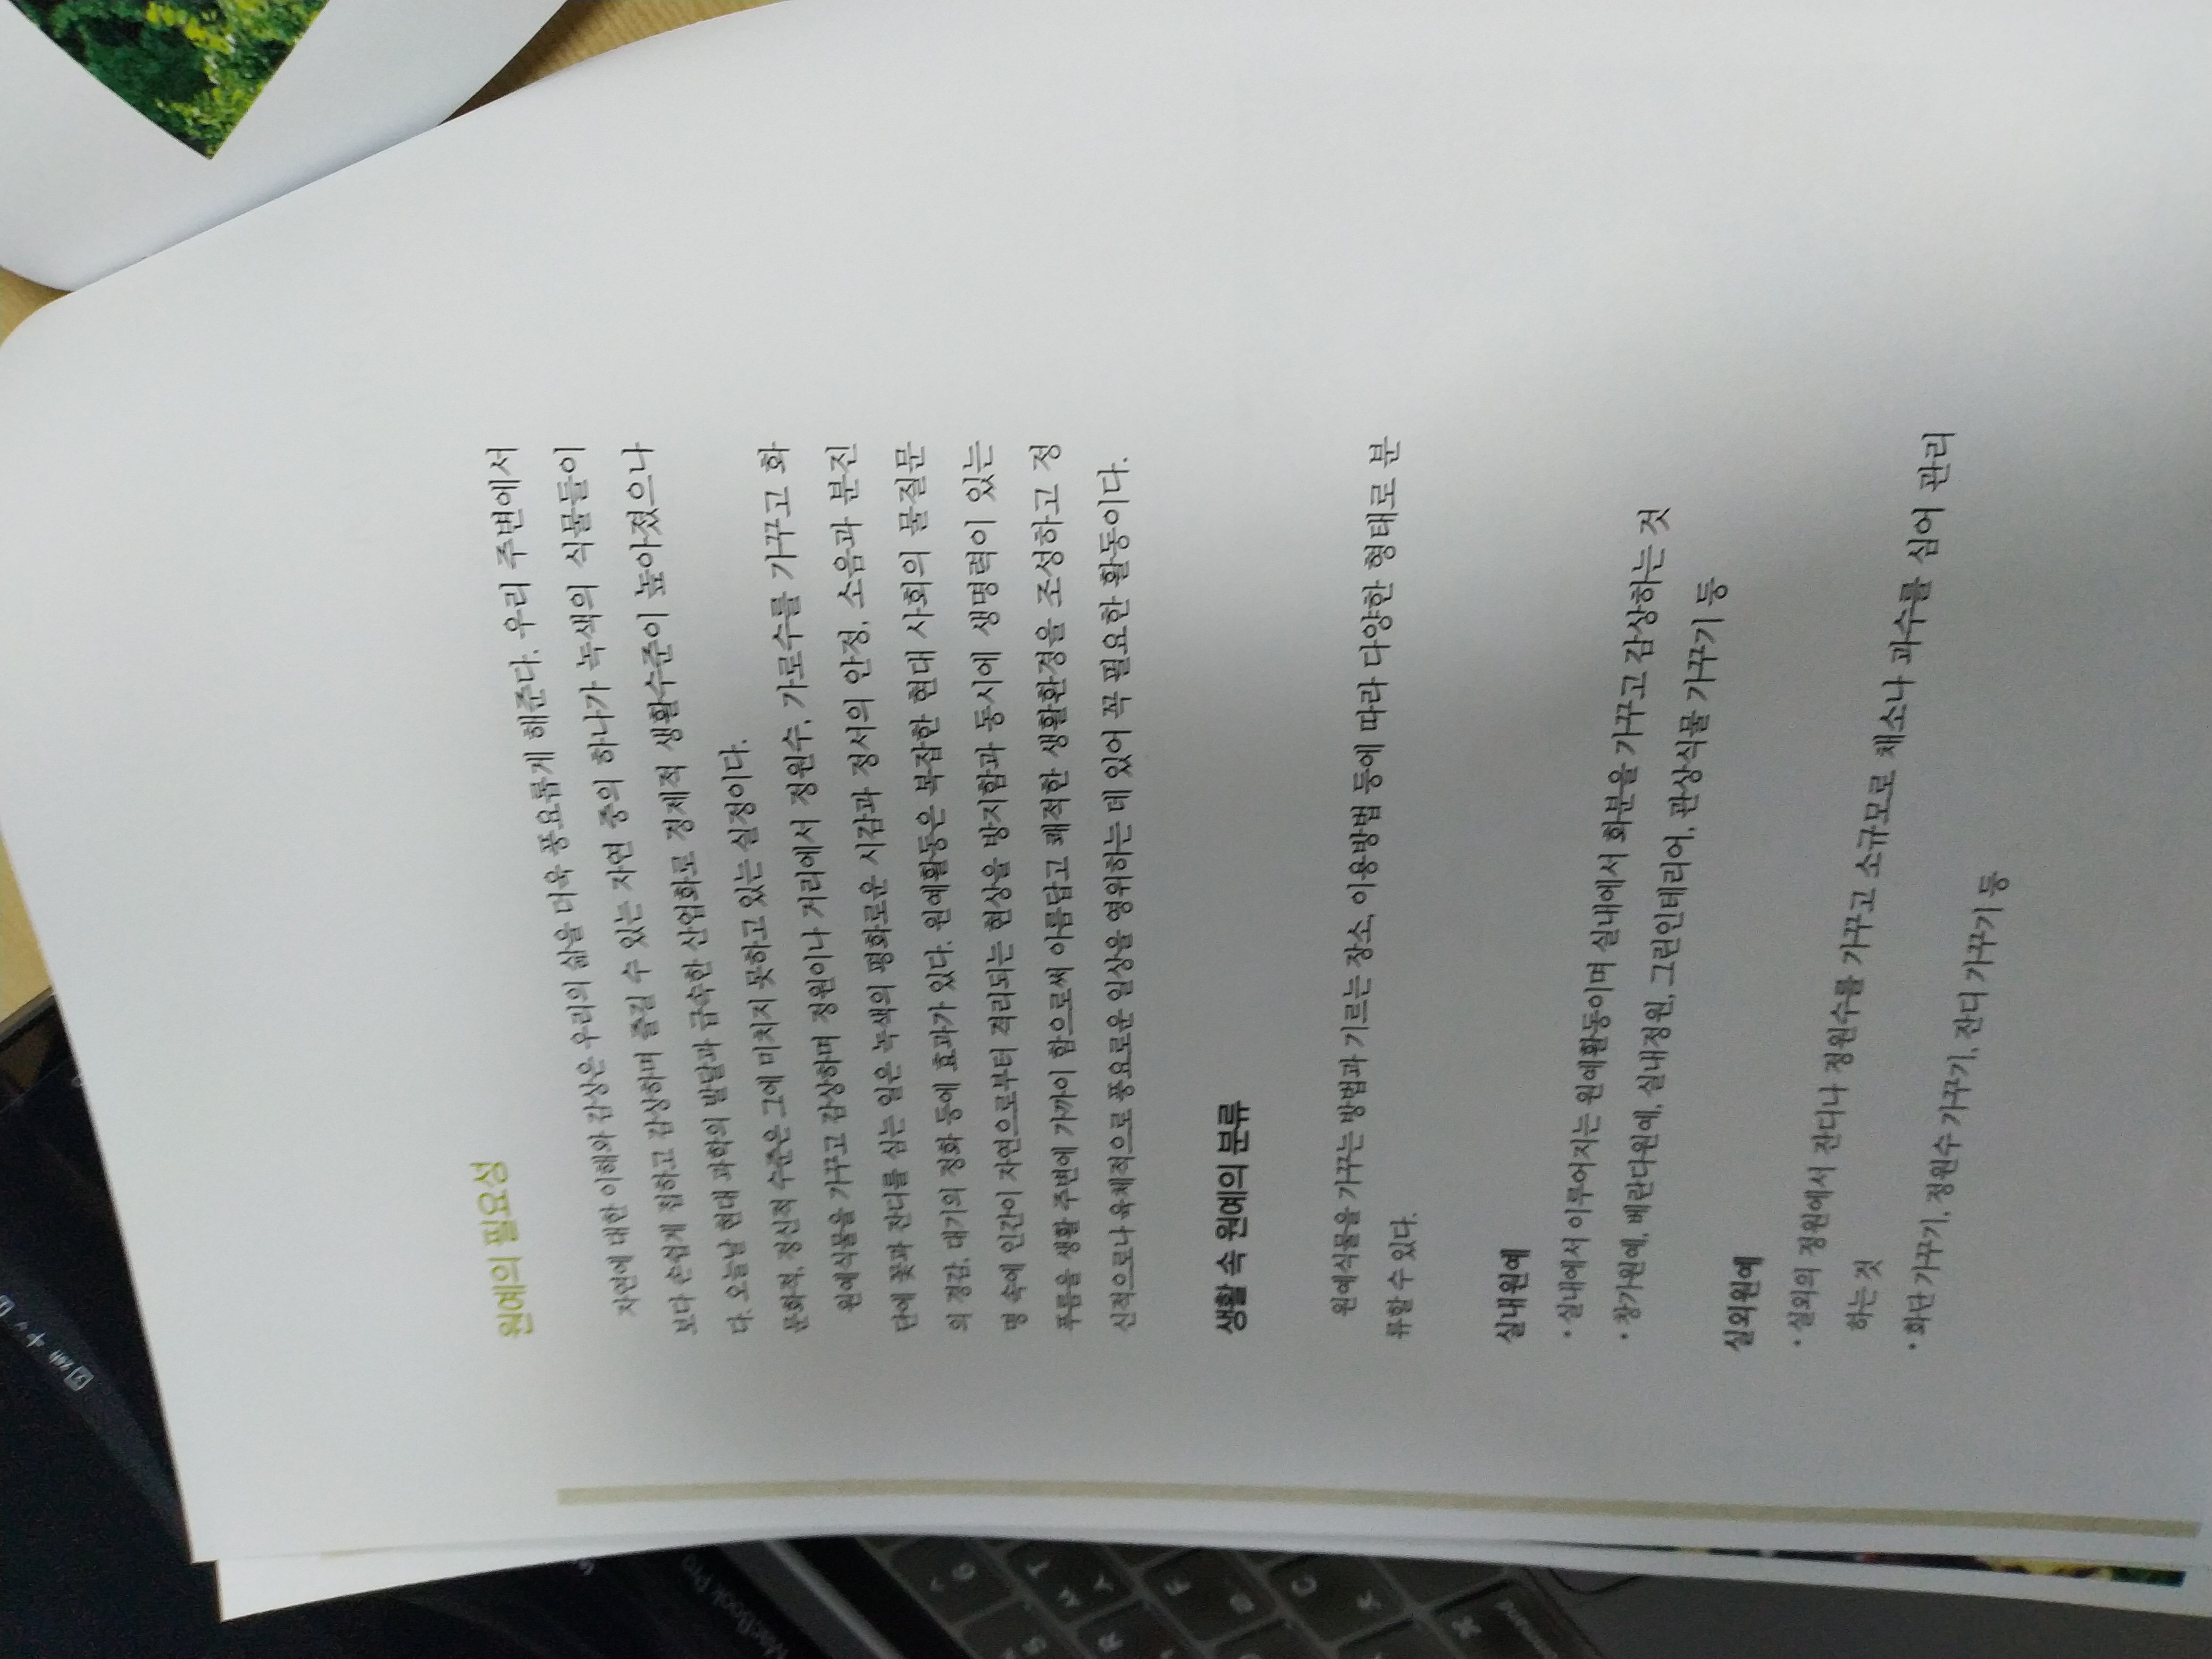 원예의 필요성
자연에 대한 이해와 감상은 우리의 삶을 더욱 풍요롭게 해준다. 우리 주변에서
보다 손쉽게 접하고 감상하며 즐길 수 있는 자연 중의 하나가 녹색의 식물들이
다. 오늘날 현대 과학의 발달과 급속한 산업화로 경제적 생활수준이 높아졌으나
문화적, 정신적 수준은 그에 미치지 못하고 있는 실정이다.
원예식물을 가꾸고 감상하며 정원이나 거리에서 정원수, 가로수를 가꾸고 화
단에 꽃과 잔디를 심는 일은 녹색의 평화로운 시감과 정서의 안정, 소음과 분진
의 경감, 대기의 정화 등에 효과가 있다. 원예활동은 복잡한 현대 사회의 물질문
명 속에 인간이 자연으로부터 격리되는 현상을 방지함과 동시에 생명력이 있는
푸름을 생활 주변에 가까이 함으로써 아름답고 쾌적한 생활환경을 조성하고 정
신적으로나 육체적으로 풍요로운 일상을 영위하는 데 있어 꼭 필요한 활동이다.
생활 속 원예의 분류
원예식물을 가꾸는 방법과 기르는 장소, 이용방법 등에 따라 다양한 형태로 분
류할 수 있다.
실내원예
• 실내에서 이루어지는 원예활동이며 실내에서 화분을 가꾸고 감상하는 것
• 창가원예, 베란다원예, 실내정원, 그린인테리어, 관상식물 가꾸기 등
실외원예
• 실외의 정원에서 잔디나 정원수를 가꾸고 소규모로 채소나 과수를 심어 관리
하는 것
• 화단 가꾸기, 정원수 가꾸기, 잔디 가꾸기 등
MacBook Pro
command